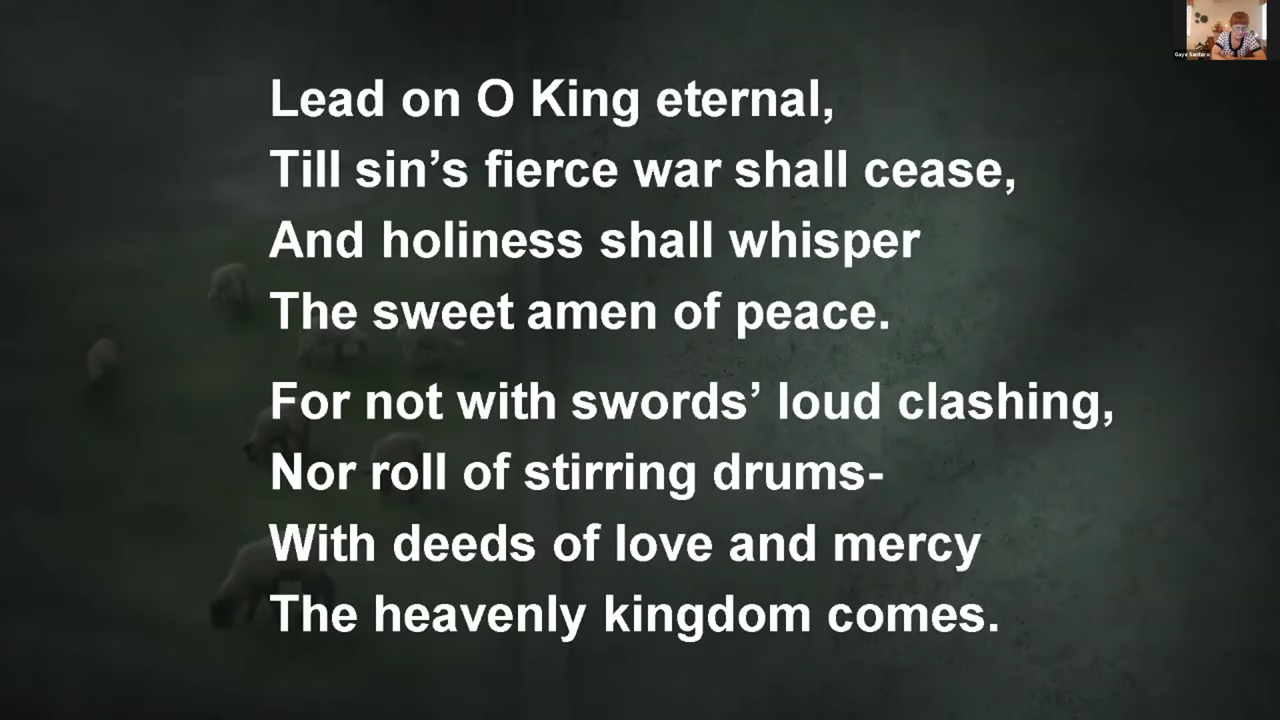 Lead on O King eternal,
Till sin’s fierce war shall cease,
And holiness shall whisper
The sweet amen of peace.
For not with swords’ loud clashing,
Nor roll of stirring drums-
With deeds of love and mercy
The heavenly kingdom comes.
Gaye Santoro